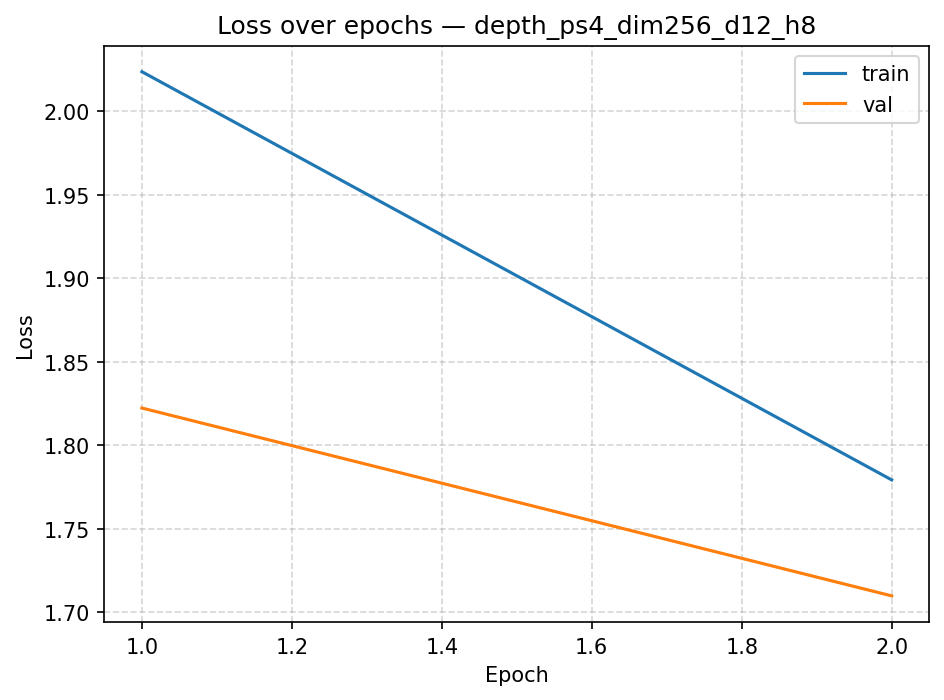 Loss over epochs — depth_ps4_dim256_d12_h8
train
val
2.00
1.95
1.90
1.85
1.80
1.75
1.70
Loss
1.0
1.2
1.4
1.6
1.8
2.0
Epoch